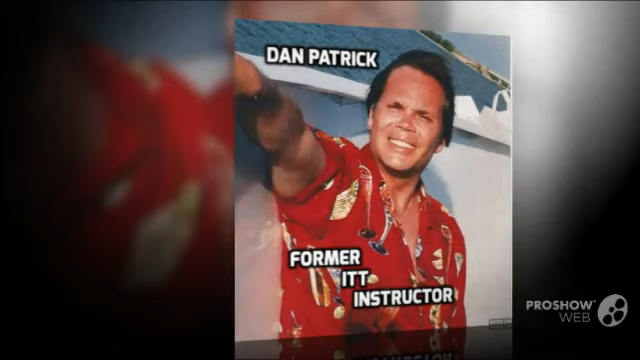 DAN PATRICK
FORMER
ITT
INSTRUCTOR
PROSHOW®
WEB